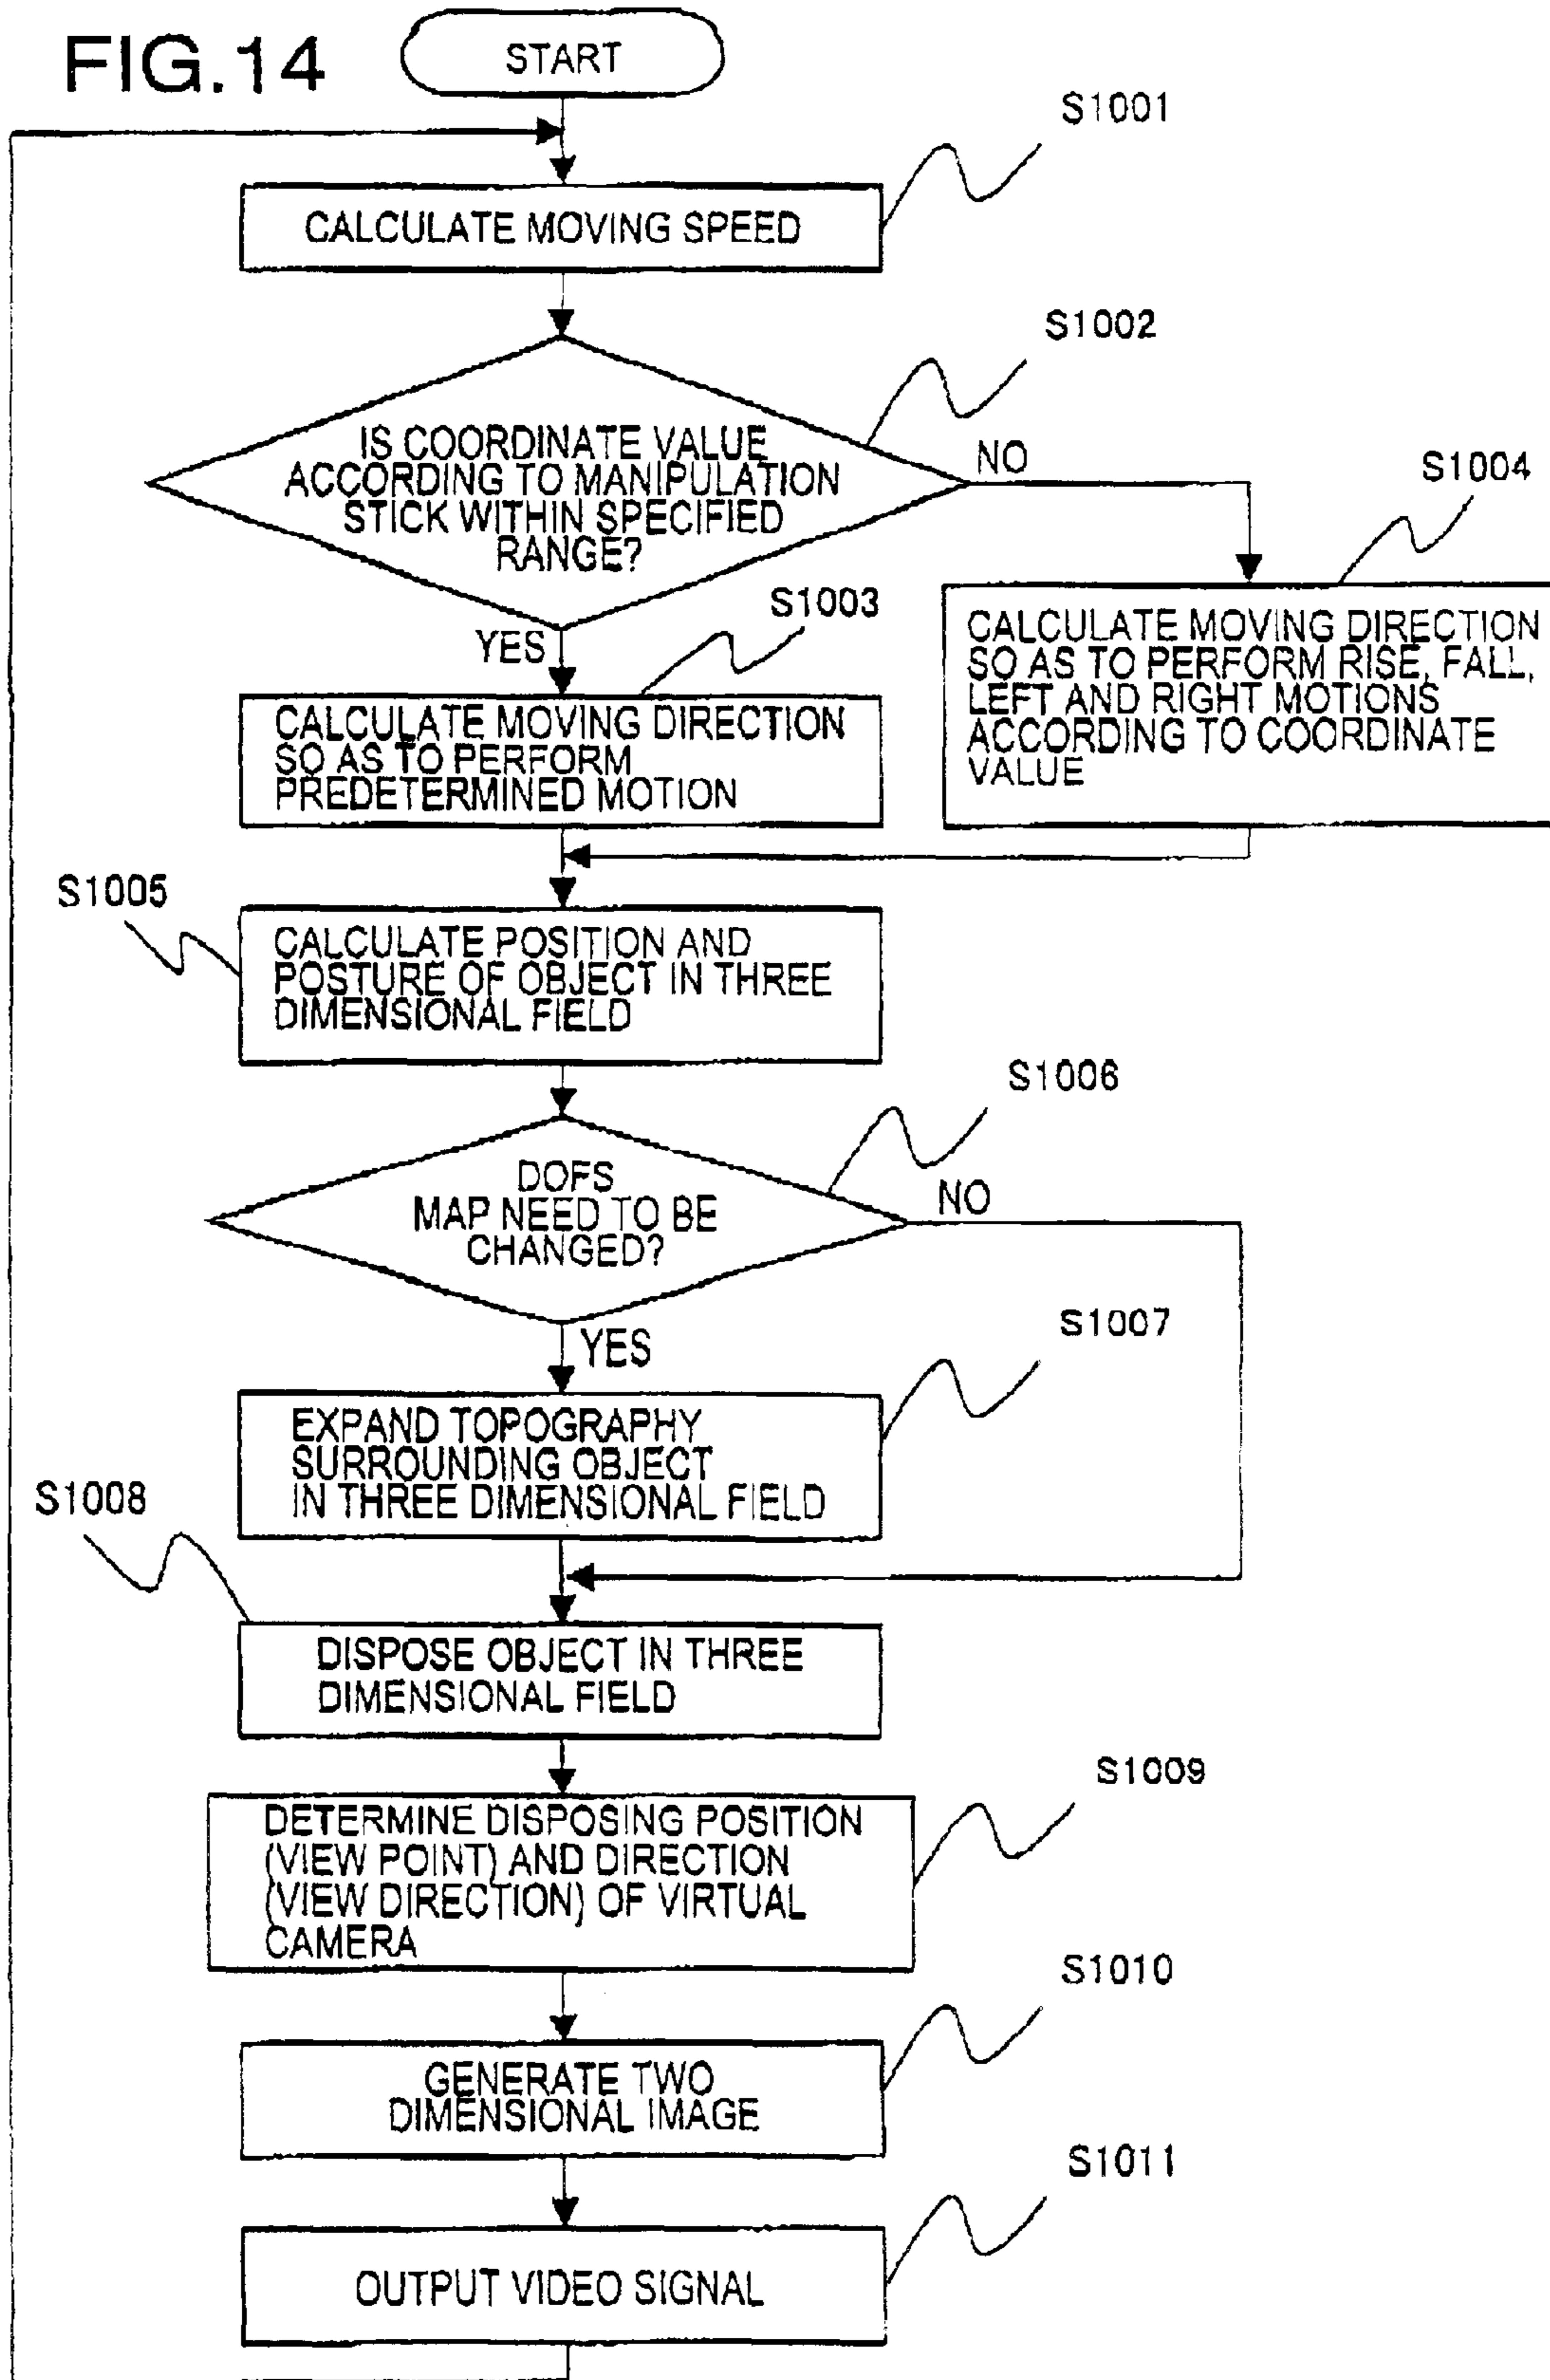 FIG.14
START
S1001
CALCULATE MOVING SPEED
S1002
IS COORDINATE VALUE
ACCORDING TO MANIPULATION
STICK WITHIN SPECIFIED
RANGE?
NO
YES
S1003
CALCULATE MOVING DIRECTION
SO AS TO PERFORM
PREDETERMINED MOTION
S1004
CALCULATE MOVING DIRECTION
SO AS TO PERFORM RISE, FALL,
LEFT AND RIGHT MOTIONS
ACCORDING TO COORDINATE
VALUE
S1005
CALCULATE POSITION AND
POSTURE OF OBJECT IN THREE
DIMENSIONAL FIELD
S1006
DOFS
MAP NEED TO BE
CHANGED?
NO
YES
S1007
EXPAND TOPOGRAPHY
SURROUNDING OBJECT
IN THREE DIMENSIONAL FIELD
S1008
DISPOSE OBJECT IN THREE
DIMENSIONAL FIELD
S1009
DETERMINE DISPOSING POSITION
(VIEW POINT) AND DIRECTION
(VIEW DIRECTION) OF VIRTUAL
CAMERA
S1010
GENERATE TWO
DIMENSIONAL IMAGE
S1011
OUTPUT VIDEO SIGNAL